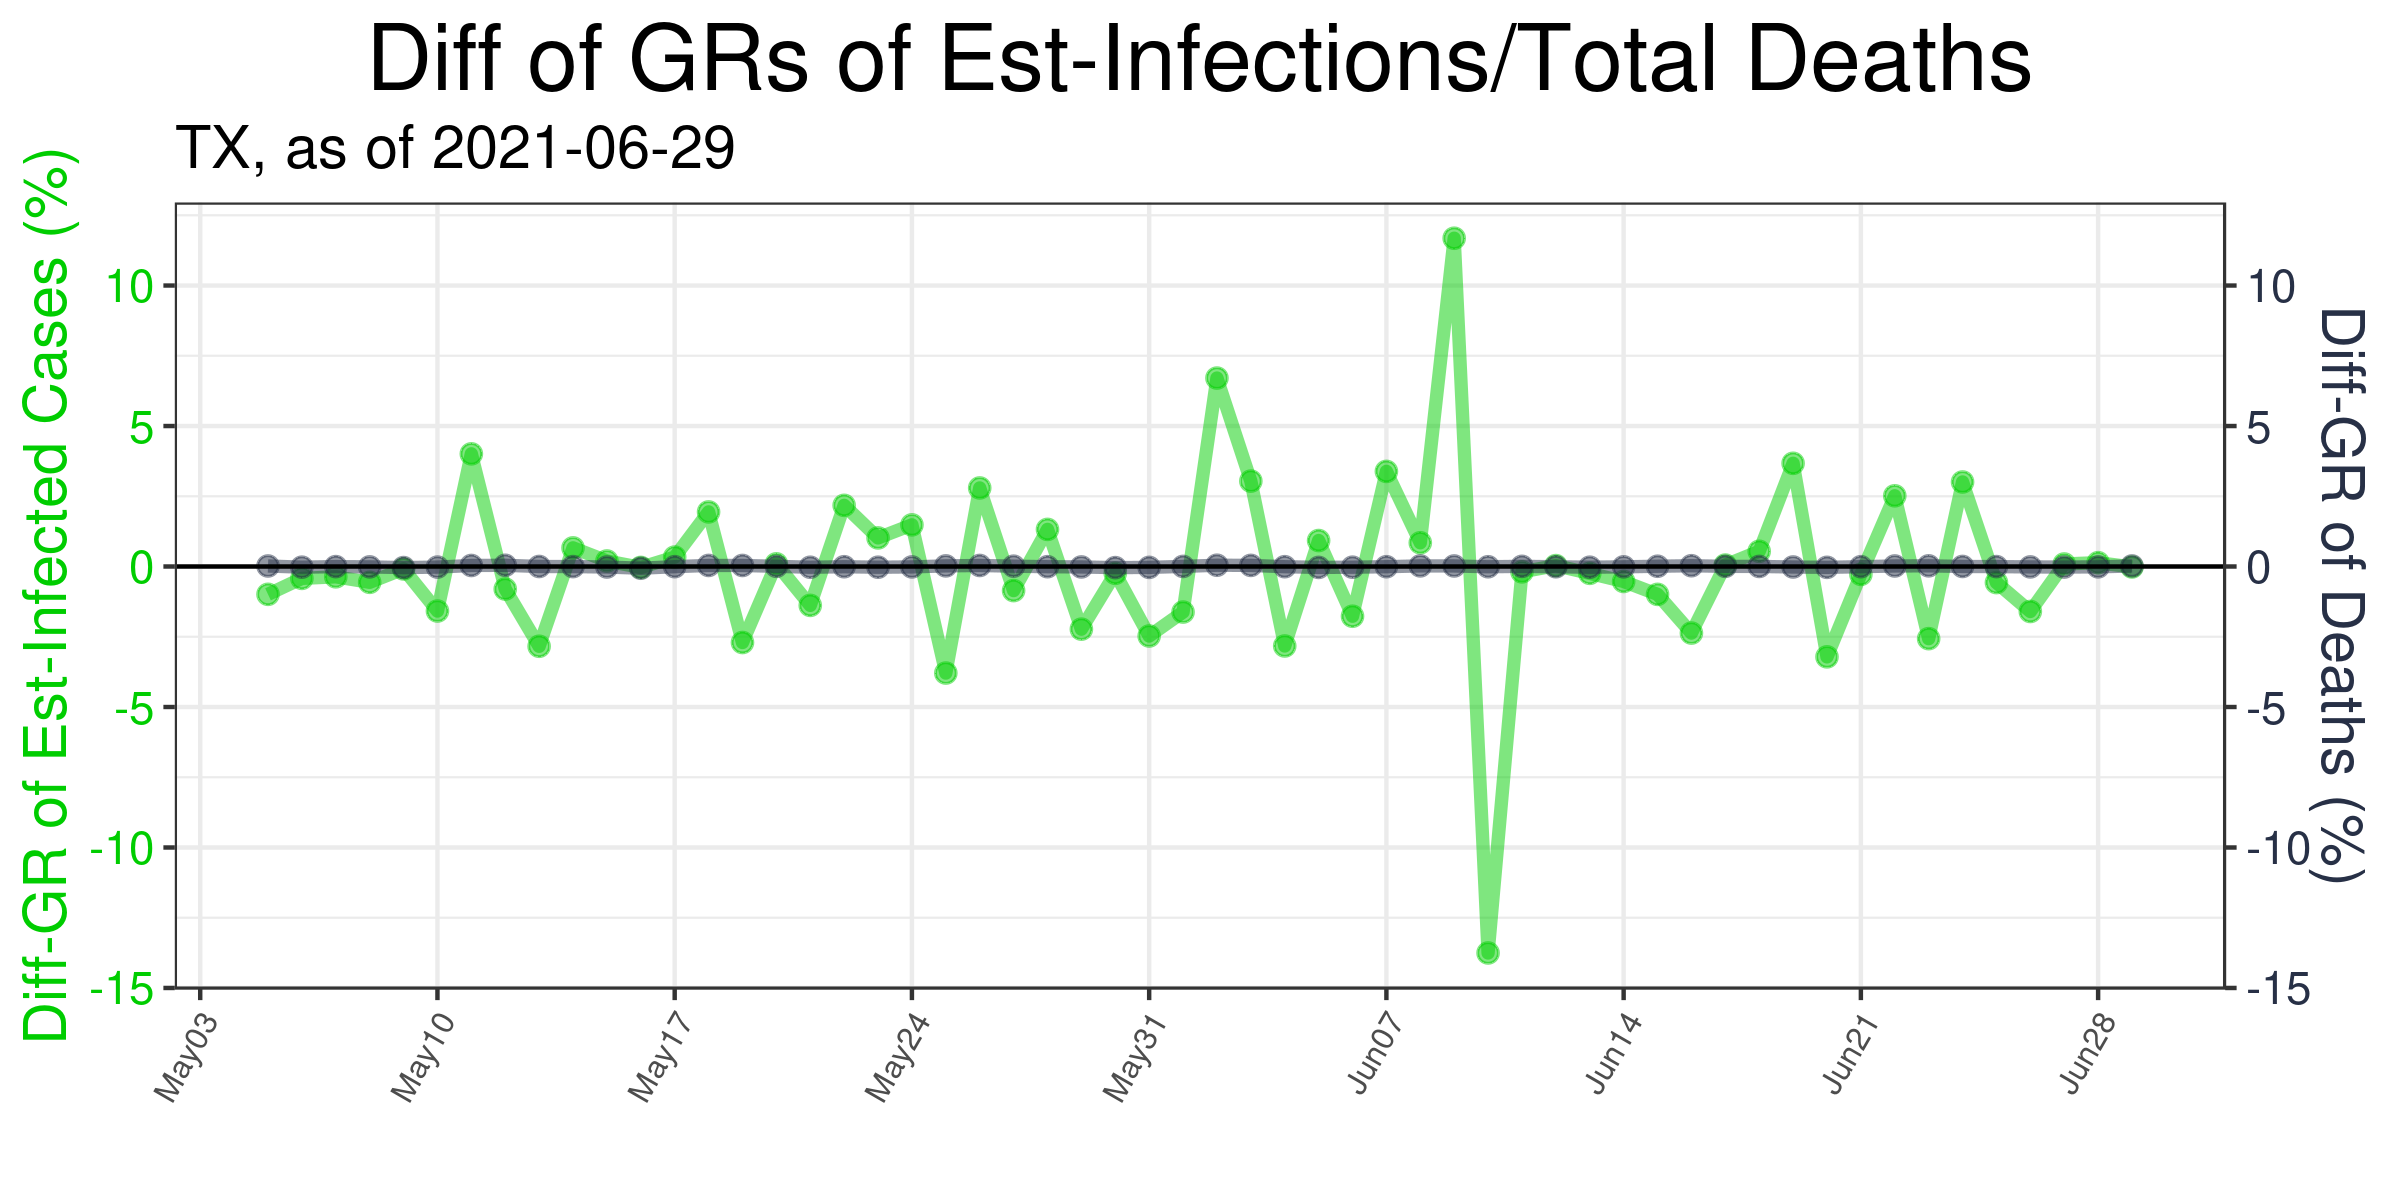 Diff of GRs of Est-Infections/Total Deaths
TX, as of 2021-06-29
Diff-GR of Est-Infected Cases (%)
10
5
0
-5
-10
-15
10
5
0
-5
-10
-15
Diff-GR of Deaths (%)
May03
May10
May17
May24
May31
Jun07
Jun14
Jun21
Jun28